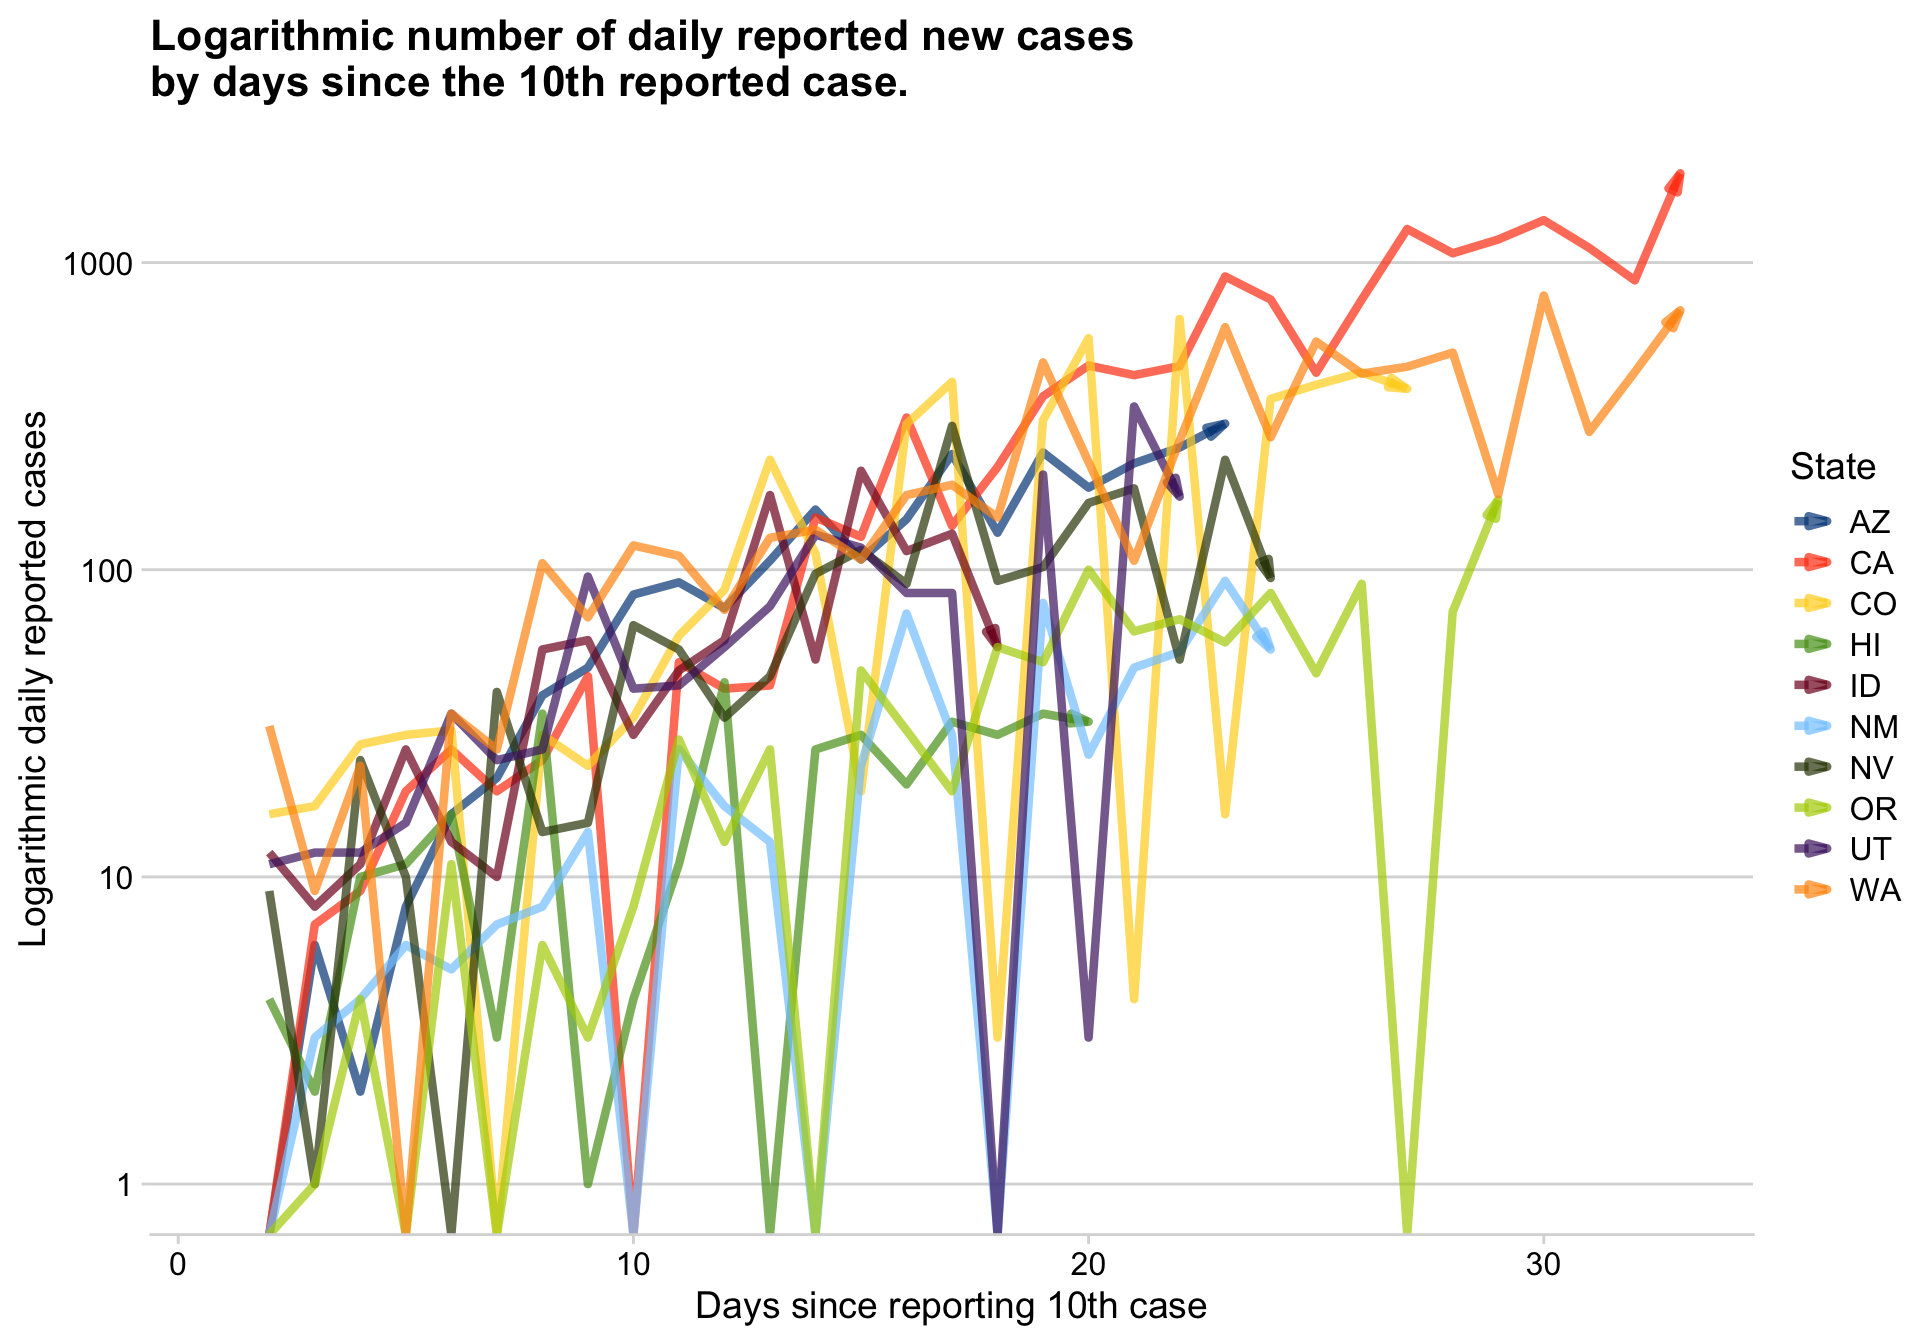 Logarithmic number of daily reported new cases
by days since the 10th reported case.
Logarithmic daily reported cases
1000
100
10
1
0
10
20
30
Days since reporting 10th case
State
AZ
CA
CO
HI
ID
NM
NV
OR
UT
WA